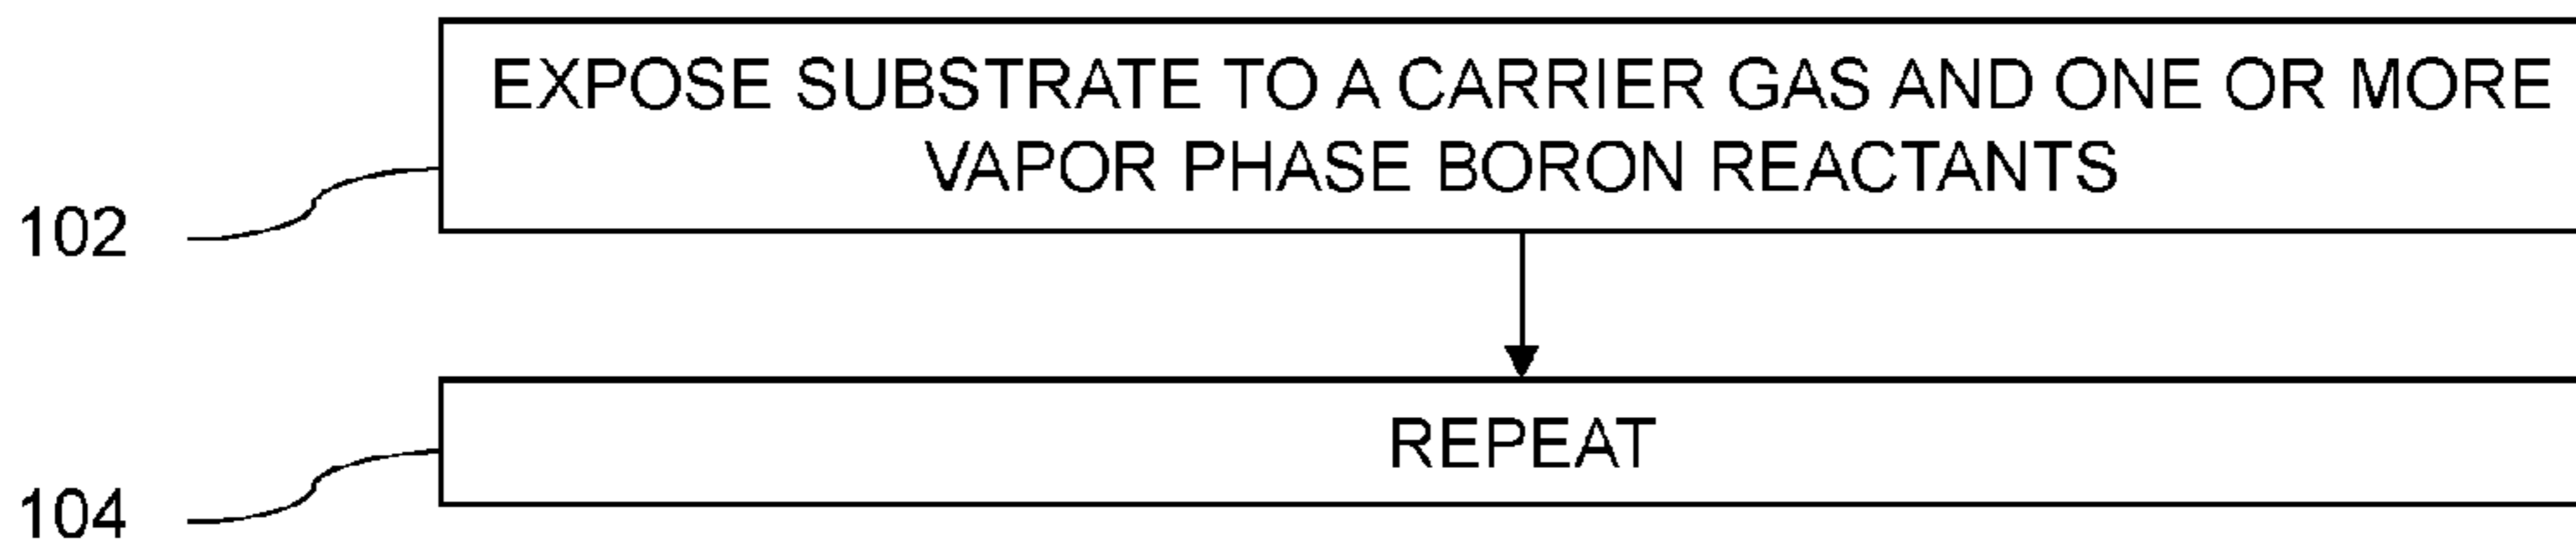 EXPOSE SUBSTRATE TO A CARRIER GAS AND ONE OR MORE
VAPOR PHASE BORON REACTANTS
102
REPEAT
104